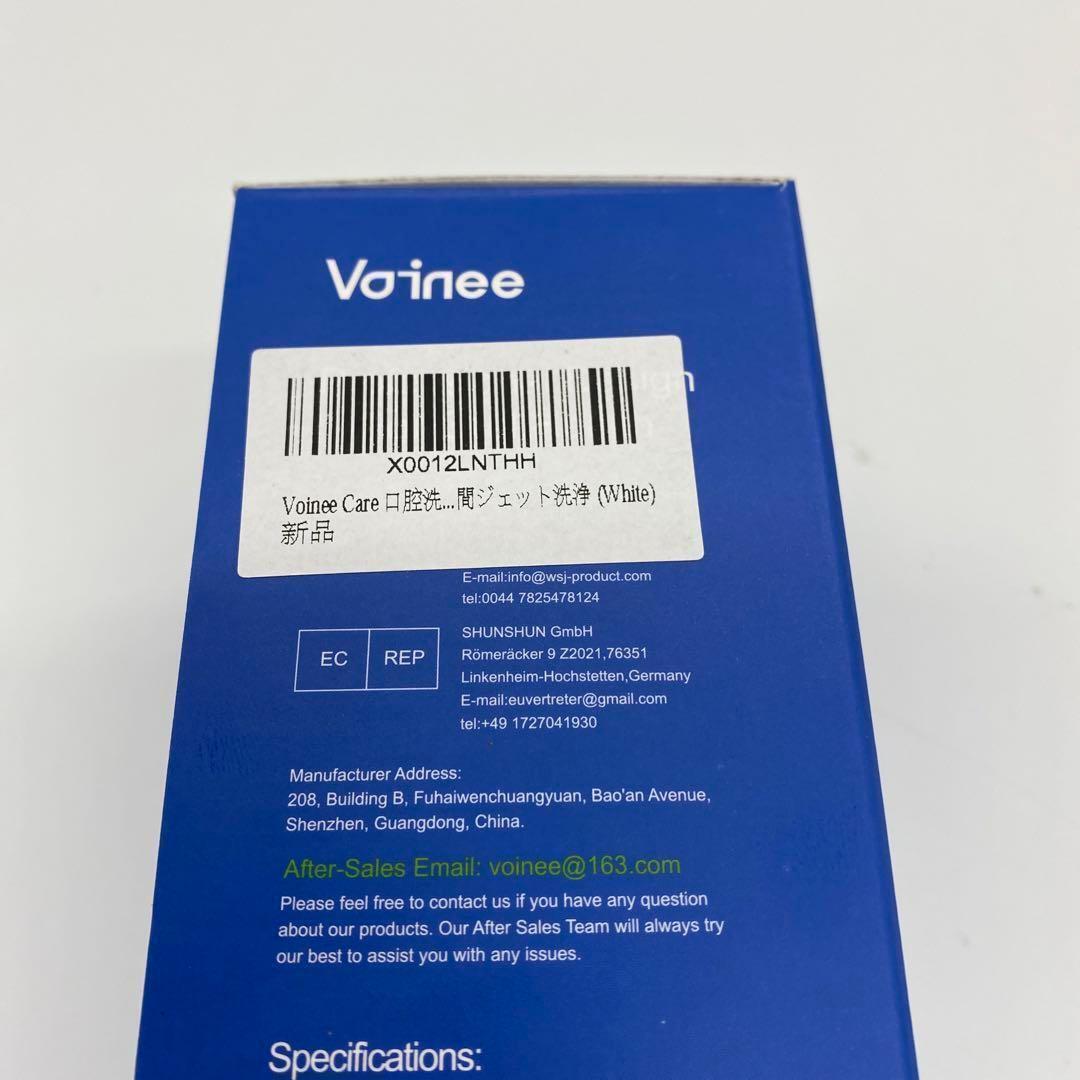 Voinee
ign
X0012LNTHH
Voinee Care 口腔洗...間ジェット洗浄 (White)
新品
E-mail:info@wsj-product.com
tel:0044 7825478124
EC REP
SHUNSHUN GmbH
Römeräcker 9 Z2021,76351
Linkenheim-Hochstetten,Germany
E-mail:euvertreter@gmail.com
tel:+49 1727041930
Manufacturer Address:
208, Building B, Fuhaiwenchuangyuan, Bao'an Avenue,
Shenzhen, Guangdong, China.
After-Sales Email: voinee@163.com
Please feel free to contact us if you have any question
about our products. Our After Sales Team will always try
our best to assist you with any issues.
Specifications: